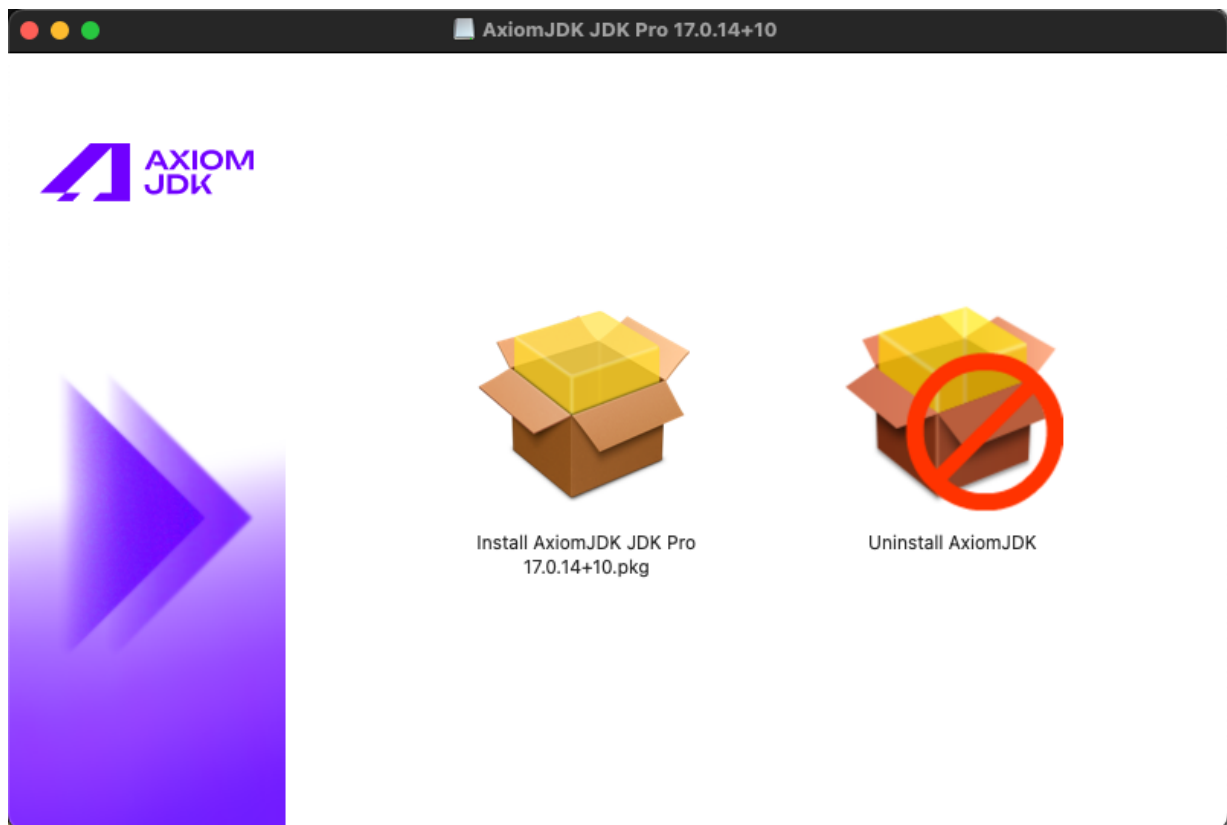 AxiomJDK JDK Pro 17.0.14+10
AXIOM
JDK
Install AxiomJDK JDK Pro
17.0.14+10.pkg
Uninstall AxiomJDK